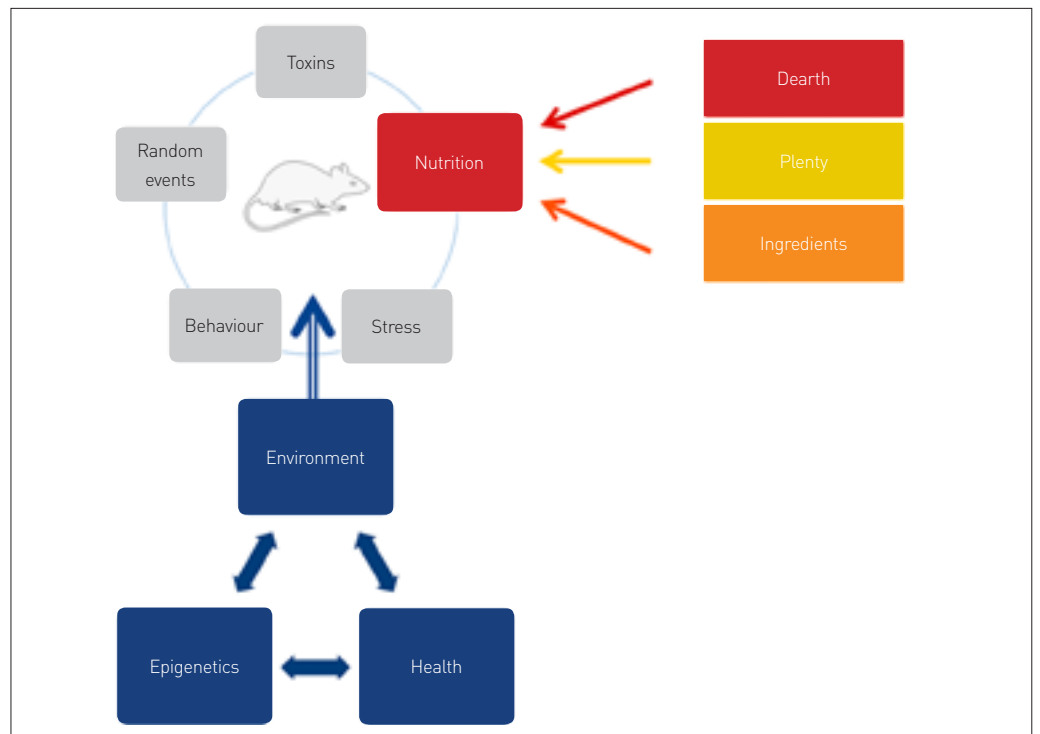 Toxins
Random
events
Nutrition
Behaviour
Stress
Dearth
Plenty
Ingredients
Environment
Epigenetics
Health